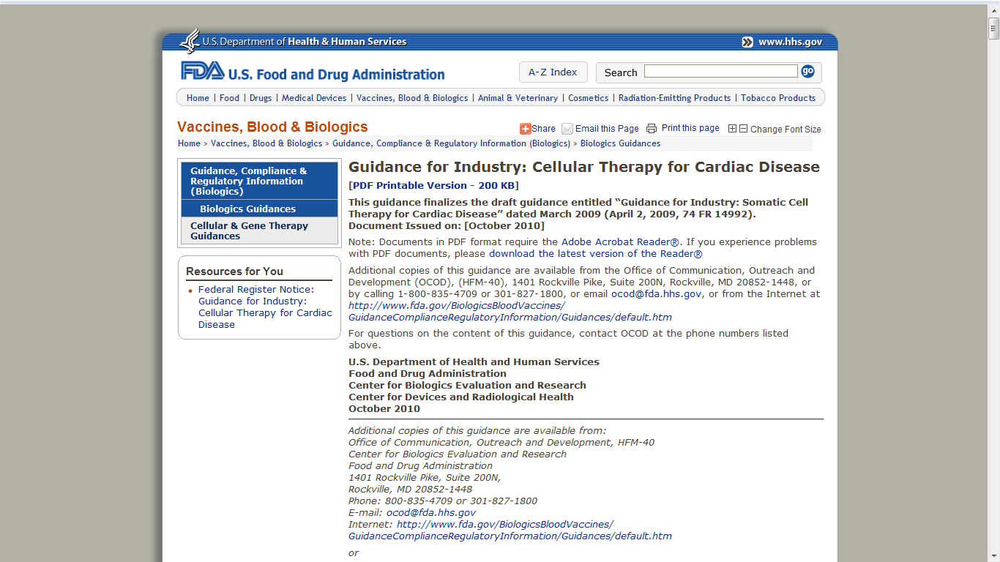 U.S. Department of Health & Human Services
www.hhs.gov
FDA U.S. Food and Drug Administration
A-Z Index
Search
go
Home | Food | Drugs | Medical Devices | Vaccines, Blood & Biologics | Animal & Veterinary | Cosmetics | Radiation-Emitting Products | Tobacco Products
Vaccines, Blood & Biologics
Share Email this Page Print this page Change Font Size
Home > Vaccines, Blood & Biologics > Guidance, Compliance & Regulatory Information (Biologics) > Biologics Guidances
Guidance, Compliance &
Regulatory Information
(Biologics)
Biologics Guidances
Cellular & Gene Therapy
Guidances
Resources for You
• Federal Register Notice:
Guidance for Industry:
Cellular Therapy for Cardiac
Disease
Guidance for Industry: Cellular Therapy for Cardiac Disease
[PDF Printable Version - 200 KB]
This guidance finalizes the draft guidance entitled “Guidance for Industry: Somatic Cell
Therapy for Cardiac Disease” dated March 2009 (April 2, 2009, 74 FR 14992).
Document Issued on: [October 2010]
Note: Documents in PDF format require the Adobe Acrobat Reader®. If you experience problems
with PDF documents, please download the latest version of the Reader®
Additional copies of this guidance are available from the Office of Communication, Outreach and
Development (OCOD), (HFM-40), 1401 Rockville Pike, Suite 200N, Rockville, MD 20852-1448, or
by calling 1-800-835-4709 or 301-827-1800, or email ocod@fda.hhs.gov, or from the Internet at
http://www.fda.gov/BiologicsBloodVaccines/
GuidanceComplianceRegulatoryInformation/Guidances/default.htm
For questions on the content of this guidance, contact OCOD at the phone numbers listed
above.
U.S. Department of Health and Human Services
Food and Drug Administration
Center for Biologics Evaluation and Research
Center for Devices and Radiological Health
October 2010
Additional copies of this guidance are available from:
Office of Communication, Outreach and Development, HFM-40
Center for Biologics Evaluation and Research
Food and Drug Administration
1401 Rockville Pike, Suite 200N,
Rockville, MD 20852-1448
Phone: 800-835-4709 or 301-827-1800
E-mail: ocod@fda.hhs.gov
Internet: http://www.fda.gov/BiologicsBloodVaccines/
GuidanceComplianceRegulatoryInformation/Guidances/default.htm
or